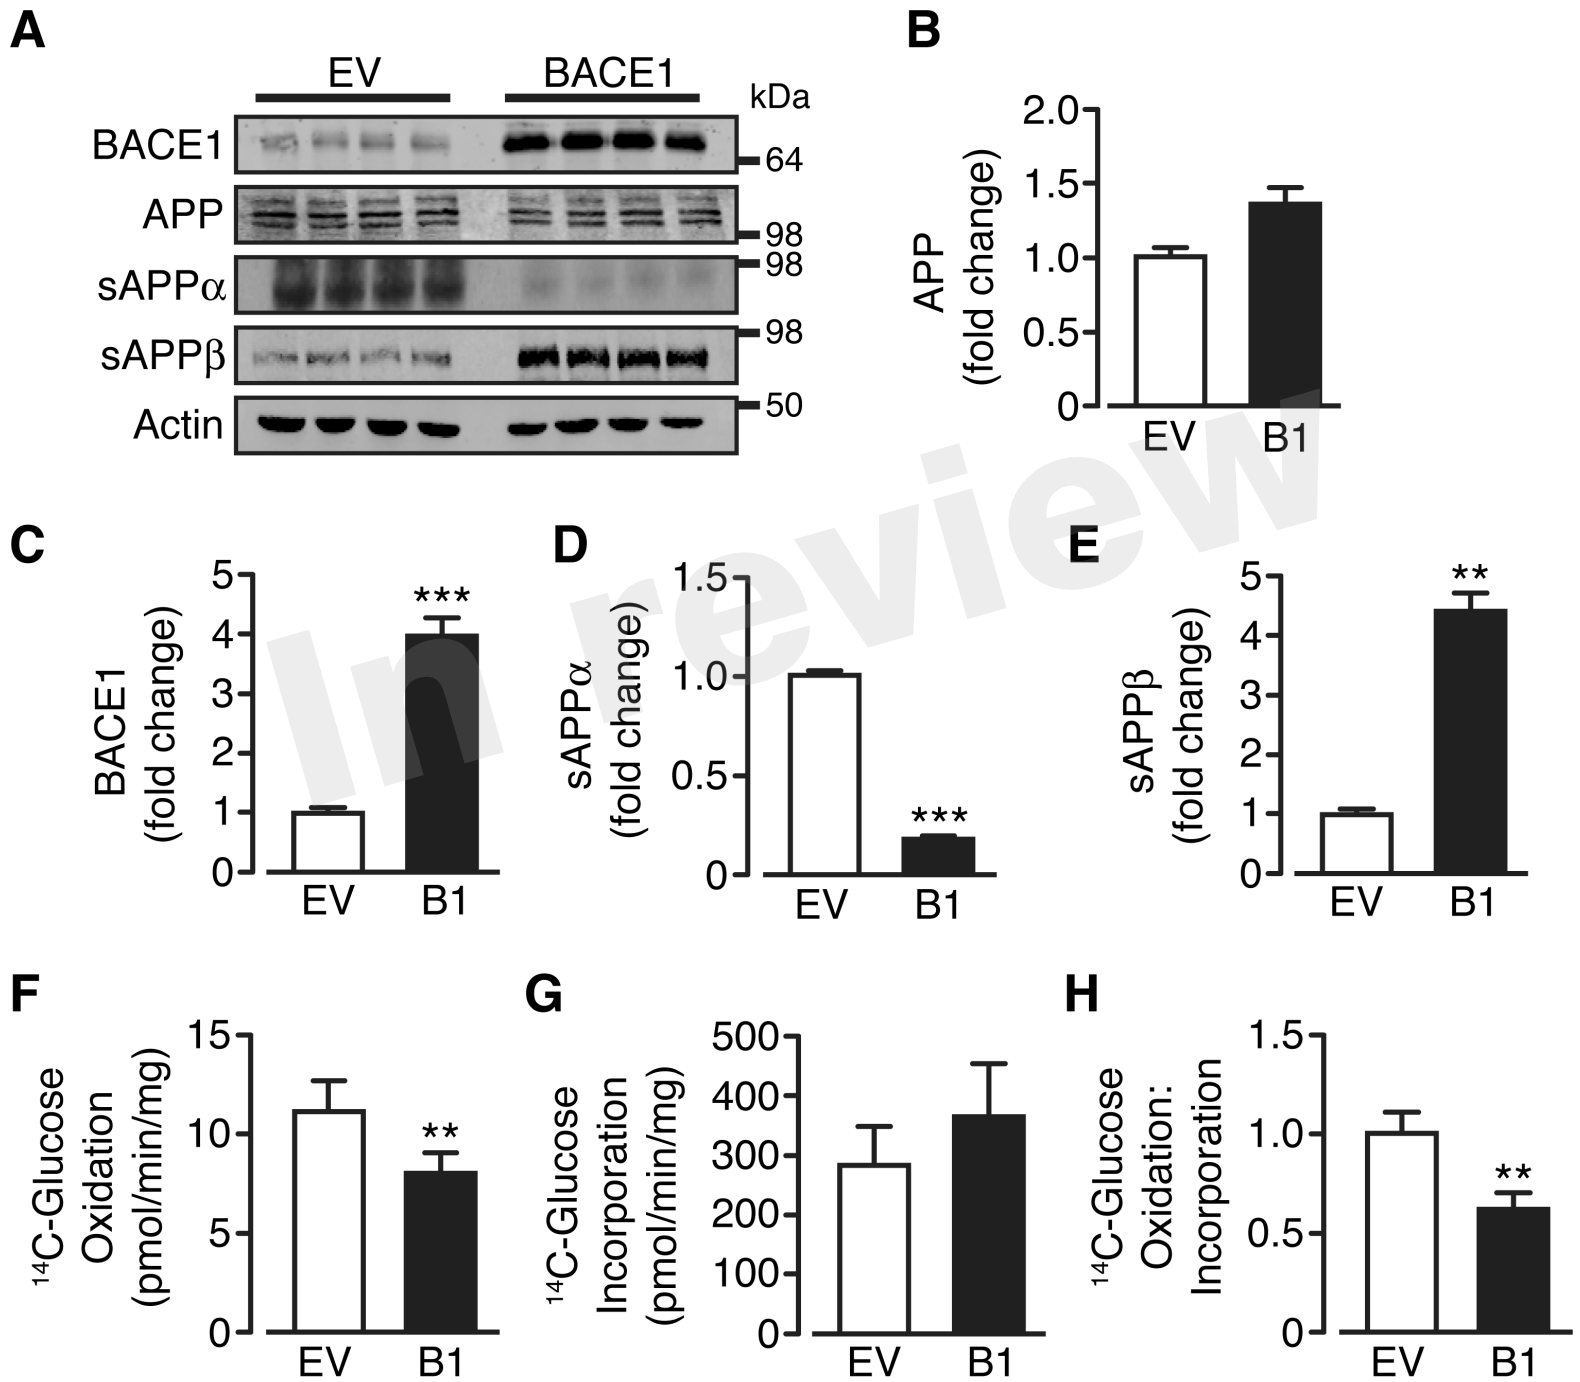 A
EV
BACE1
kDa
BACE1
64
APP
98
98
sAPPα
98
sAPPβ
50
Actin
B
APP
(fold change)
2.0
1.5
1.0
0.5
0
EV
B1
In review
C
BACE1
(fold change)
5
4
3
2
1
0
***
EV
B1
D
sAPPα
(fold change)
1.5
1.0
0.5
0
***
EV
B1
E
sAPPβ
(fold change)
5
4
3
2
1
0
**
EV
B1
F
¹⁴C-Glucose
Oxidation
(pmol/min/mg)
15
10
5
0
**
EV
B1
G
¹⁴C-Glucose
Incorporation
(pmol/min/mg)
500
400
300
200
100
0
EV
B1
H
¹⁴C-Glucose
Oxidation:
Incorporation
1.5
1.0
0.5
0
**
EV
B1